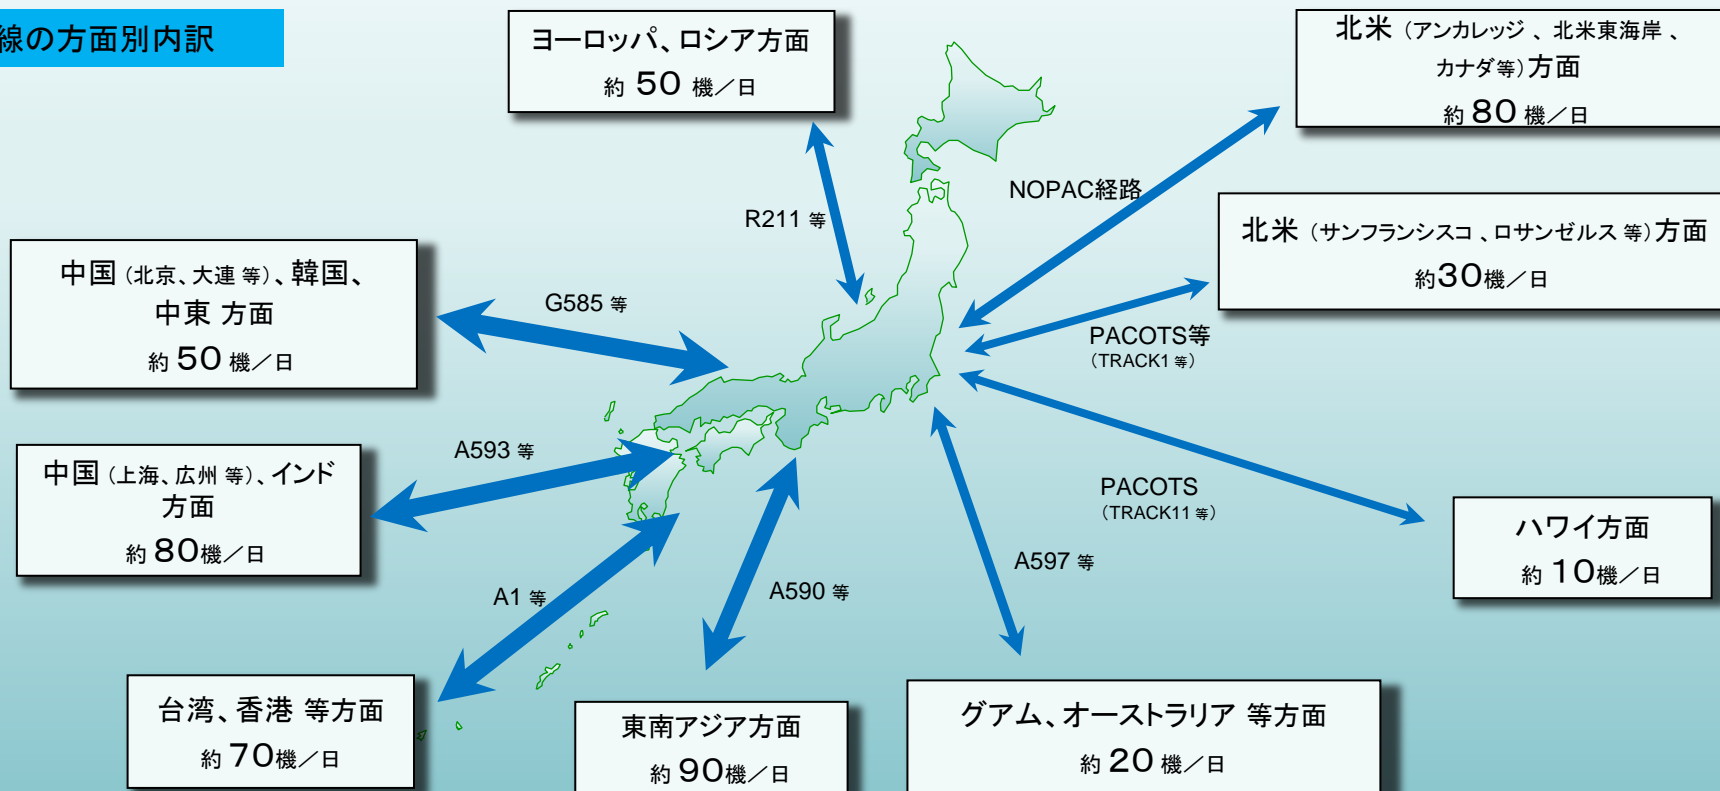 線の方面別内訳
ヨーロッパ、ロシア方面
約 50 機／日
北米 (アンカレッジ 、北米東海岸 、
カナダ等)方面
約 80 機／日
NOPAC経路
R211 等
北米 (サンフランシスコ 、ロサンゼルス 等)方面
約30機／日
中国 (北京、大連 等)、韓国、
中東 方面
約 50 機／日
G585 等
PACOTS等
(TRACK1 等)
中国 (上海、広州 等)、インド
方面
約 80機／日
A593 等
PACOTS
(TRACK11 等)
ハワイ方面
約 10機／日
A597 等
A590 等
A1 等
台湾、香港 等方面
約 70機／日
東南アジア方面
約 90機／日
グアム、オーストラリア 等方面
約 20 機／日